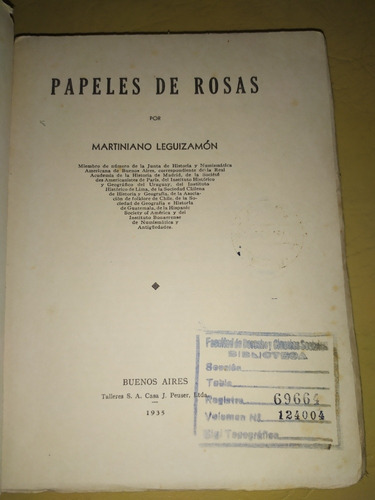 PAPELES DE ROSAS
POR
MARTINIANO LEGUIZAMÓN
Miembro de número de la Junta de Historia y Numismática
Americana de Buenos Aires, correspondiente de la Real
Academia de la Historia de Madrid, de la Société
des Américanistes de París, del Instituto Histórico
y Geográfico del Uruguay, del Instituto
Histórico de Lima, de la Sociedad Chilena
de Historia y Geografía, de la Asocia-
ción de folklore de Chile, de la So-
ciedad de Geografía e Historia
de Guatemala, de la Hispanic
Society of América y del
Instituto Bonaerense
de Numismática y
Antigüedades.
BUENOS AIRES
Talleres S. A. Casa J. Peuser, Ltda.
1935
Facultad de Derecho y Ciencias Sociales
BIBLIOTECA
Sección
Tabla
Registro 69664
Volumen Nº 124004
Sig! Topográfica